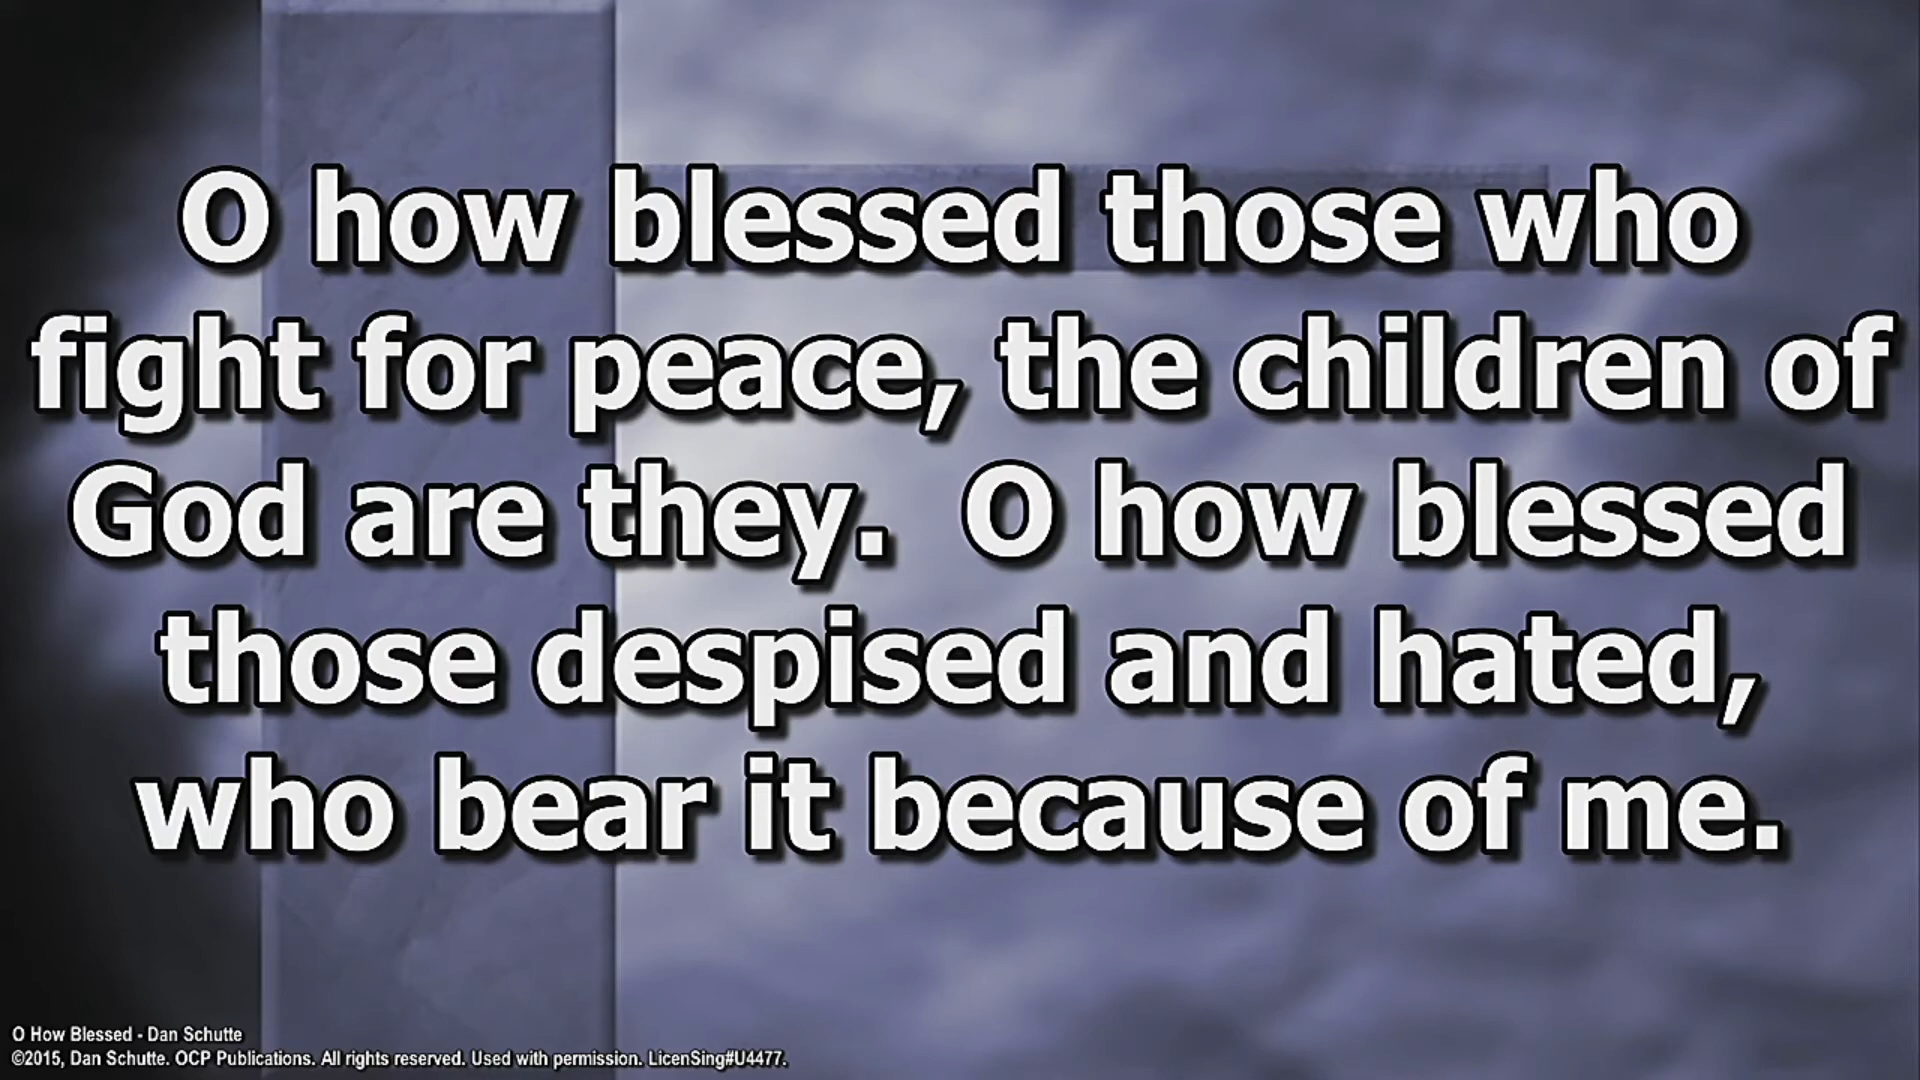 O how blessed those who
fight for peace, the children of
God are they.  O how blessed
those despised and hated,
who bear it because of me.
O How Blessed - Dan Schutte
©2015, Dan Schutte. OCP Publications. All rights reserved. Used with permission. LicenSing#U4477.